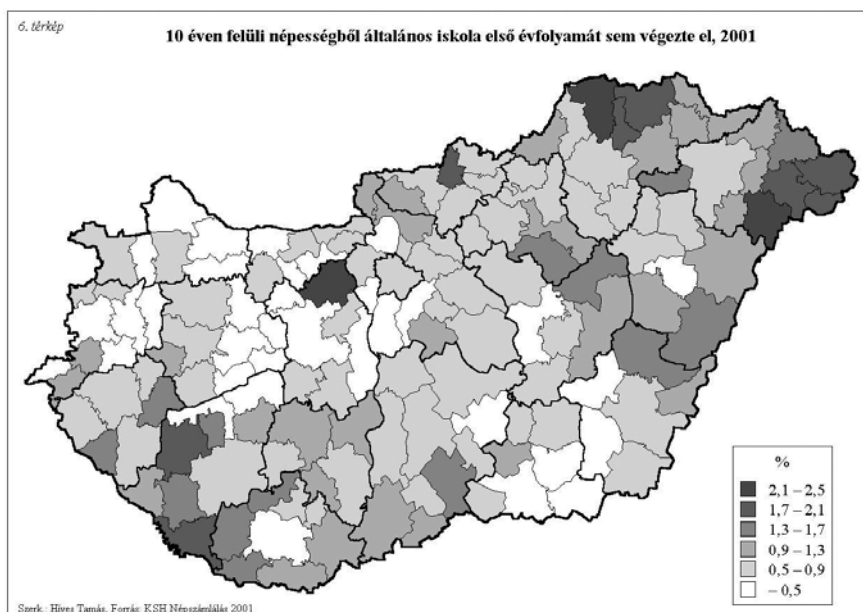 6. térkép
10 éven felüli népességből általános iskola első évfolyamát sem végezte el, 2001
%
2,1 – 2,5
1,7 – 2,1
1,3 – 1,7
0,9 – 1,3
0,5 – 0,9
– 0,5
Szerk.: Híves Tamás, Forrás: KSH Népszámlálás 2001